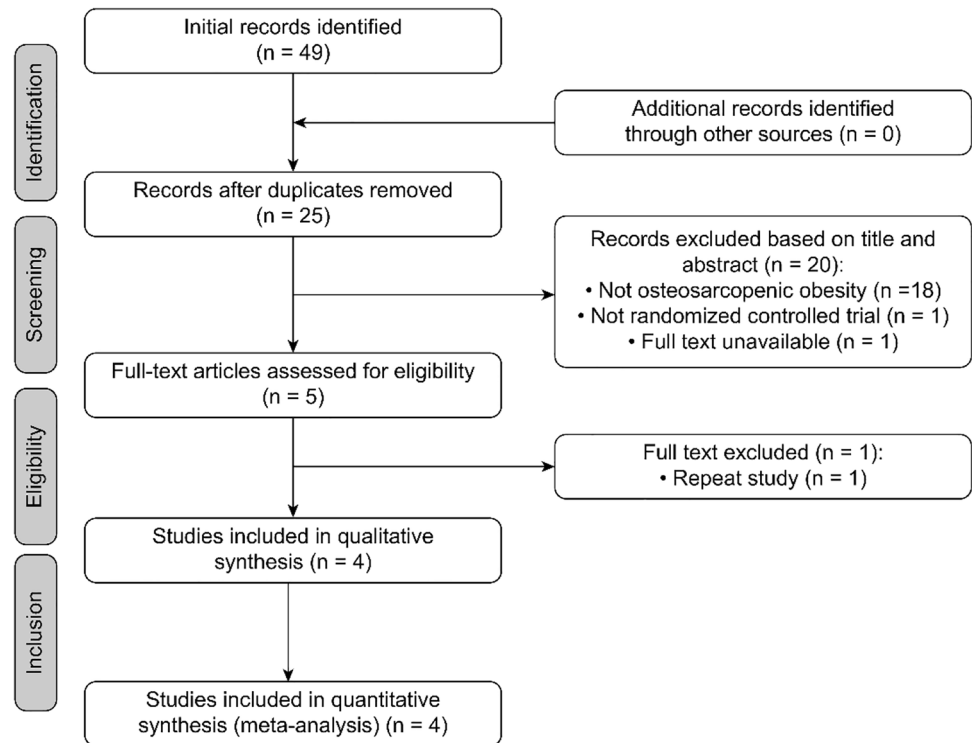 Identification
Initial records identified
(n = 49)
Additional records identified
through other sources (n = 0)
Records after duplicates removed
(n = 25)
Screening
Records excluded based on title and
abstract (n = 20):
• Not osteosarcopenic obesity (n =18)
• Not randomized controlled trial (n = 1)
• Full text unavailable (n = 1)
Full-text articles assessed for eligibility
(n = 5)
Eligibility
Full text excluded (n = 1):
• Repeat study (n = 1)
Studies included in qualitative
synthesis (n = 4)
Inclusion
Studies included in quantitative
synthesis (meta-analysis) (n = 4)